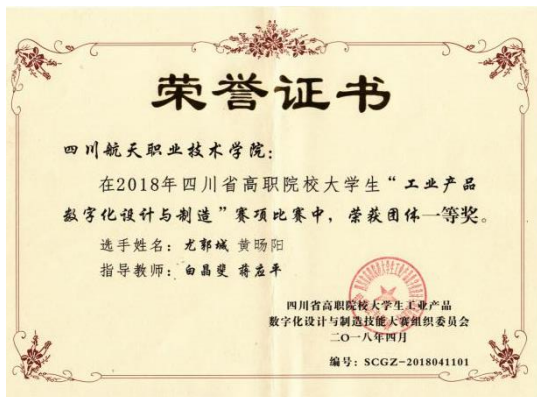 荣誉证书
四川航天职业技术学院：
在2018年四川省高职院校大学生“工业产品
数字化设计与制造”赛项比赛中，荣获团体一等奖。
选手姓名：尤郭城 黄旸阳
指导教师：白晶斐 蒋应平
四川省高职院校大学生工业产品
数字化设计与制造技能大赛组织委员会
二〇一八年四月
编号：SCGZ-2018041101